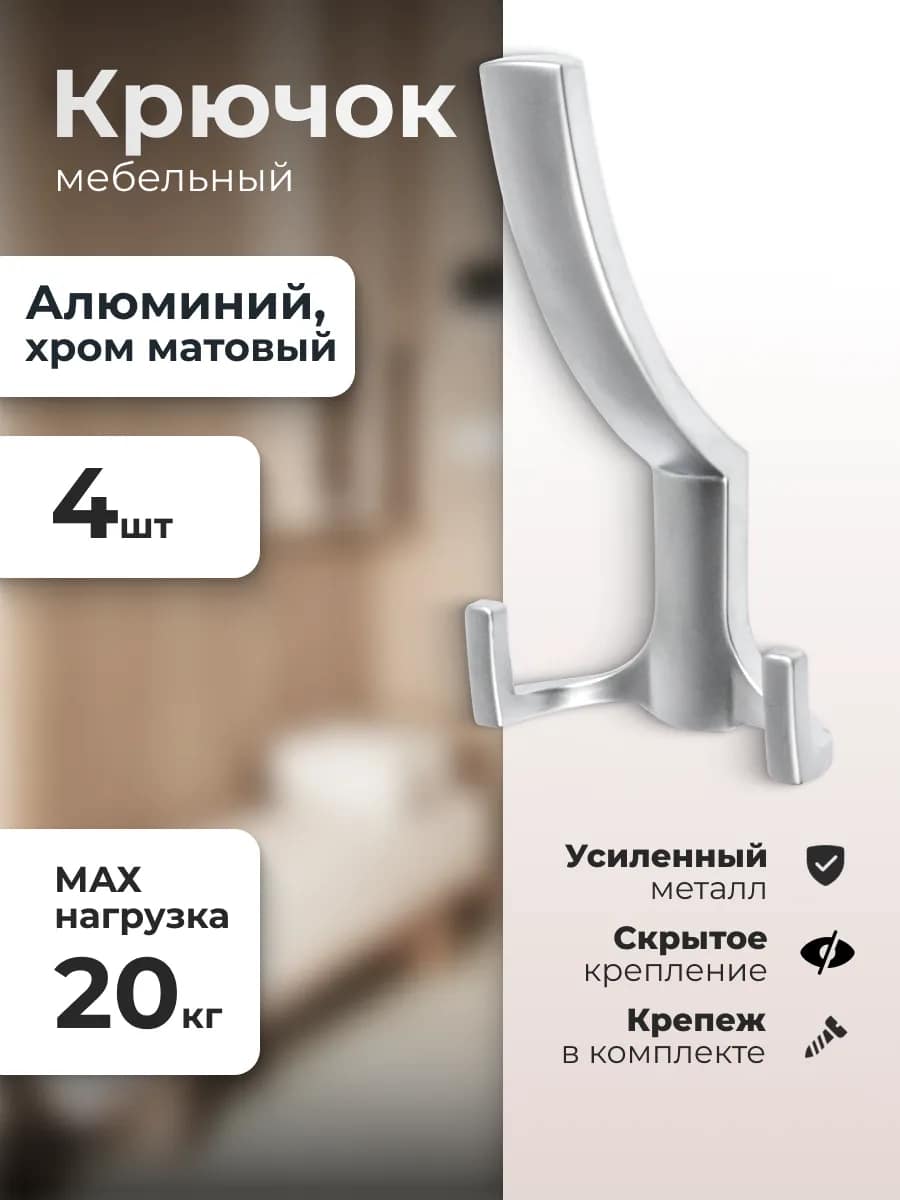 Крючок
мебельный
Алюминий,
хром матовый
4шт
MAX
нагрузка
20кг
Усиленный
металл
Скрытое
крепление
Крепеж
в комплекте